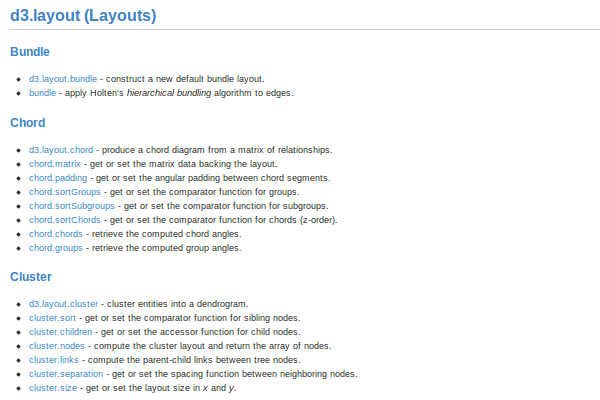 d3.layout (Layouts)
Bundle
• d3.layout.bundle - construct a new default bundle layout.
• bundle - apply Holten's hierarchical bundling algorithm to edges.
Chord
• d3.layout.chord - produce a chord diagram from a matrix of relationships.
• chord.matrix - get or set the matrix data backing the layout.
• chord.padding - get or set the angular padding between chord segments.
• chord.sortGroups - get or set the comparator function for groups.
• chord.sortSubgroups - get or set the comparator function for subgroups.
• chord.sortChords - get or set the comparator function for chords (z-order).
• chord.chords - retrieve the computed chord angles.
• chord.groups - retrieve the computed group angles.
Cluster
• d3.layout.cluster - cluster entities into a dendrogram.
• cluster.sort - get or set the comparator function for sibling nodes.
• cluster.children - get or set the accessor function for child nodes.
• cluster.nodes - compute the cluster layout and return the array of nodes.
• cluster.links - compute the parent-child links between tree nodes.
• cluster.separation - get or set the spacing function between neighboring nodes.
• cluster.size - get or set the layout size in x and y.